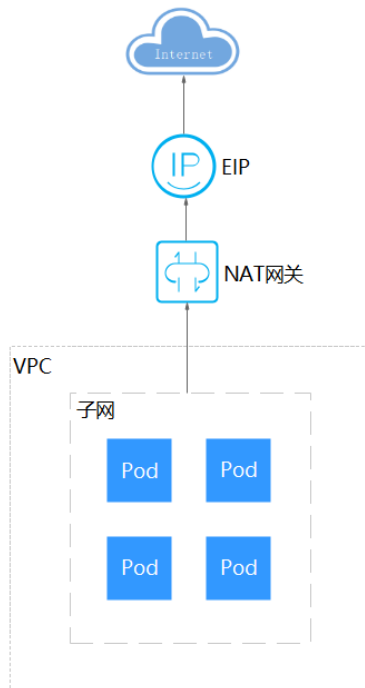 Internet
IP
EIP
NAT网关
VPC
子网
Pod Pod
Pod Pod